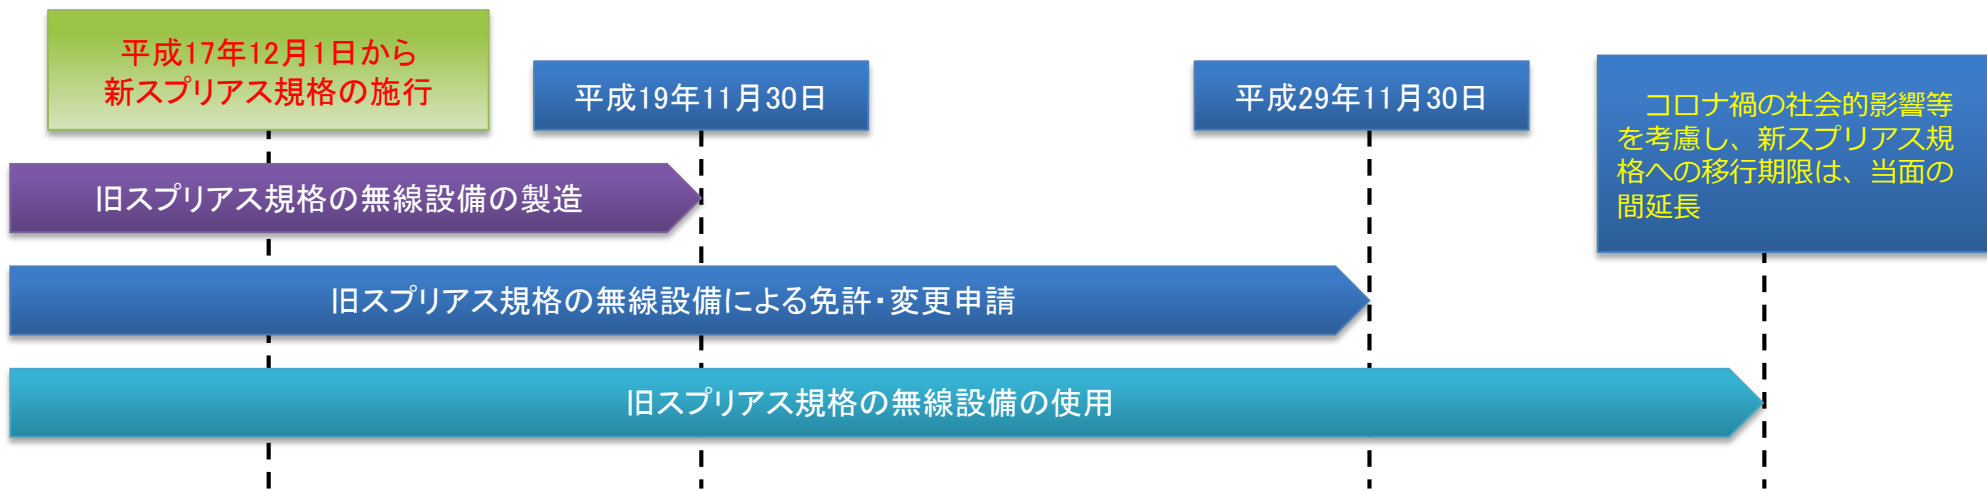 平成17年12月1日から
新スプリアス規格の施行
平成19年11月30日
平成29年11月30日
コロナ禍の社会的影響等
を考慮し、新スプリアス規
格への移行期限は、当面の
間延長
旧スプリアス規格の無線設備の製造
旧スプリアス規格の無線設備による免許・変更申請
旧スプリアス規格の無線設備の使用